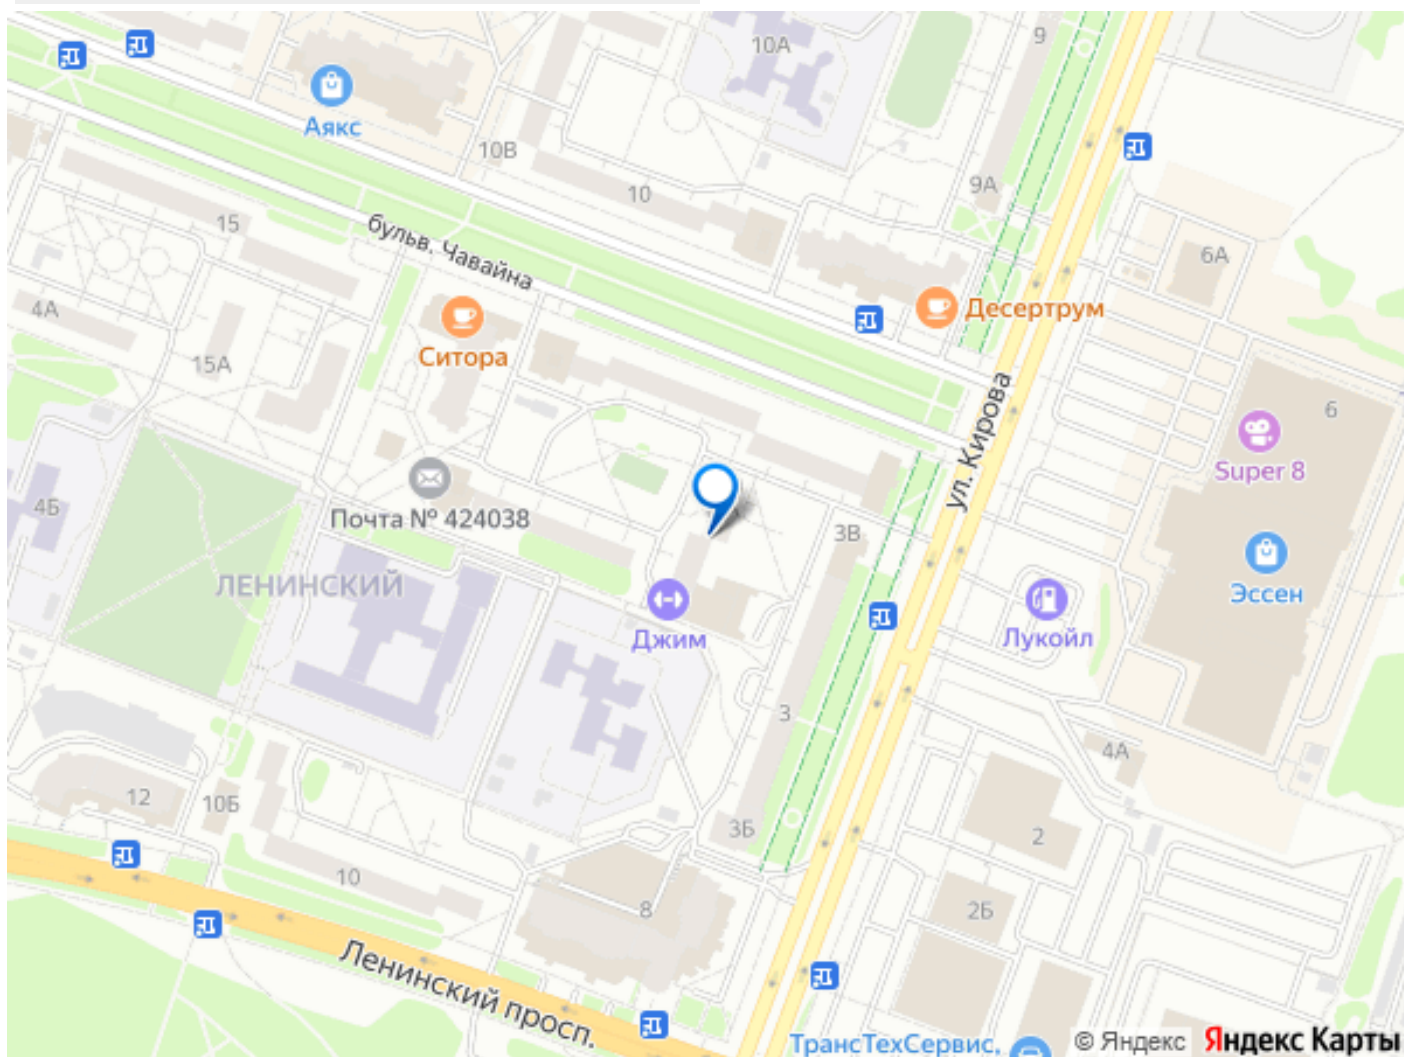 10А
9
Аякс
10В
9А
10
15
бульв. Чавайна
6А
4А
Десертрум
Ситора
15А
ул. Кирова
6
Super 8
4Б
Почта № 424038
3В
ЛЕНИНСКИЙ
Эссен
Джим
Лукойл
3
4А
12
10Б
3Б
2
10
8
2Б
Ленинский просп.
ТрансТехСервис,
© Яндекс Яндекс Карты